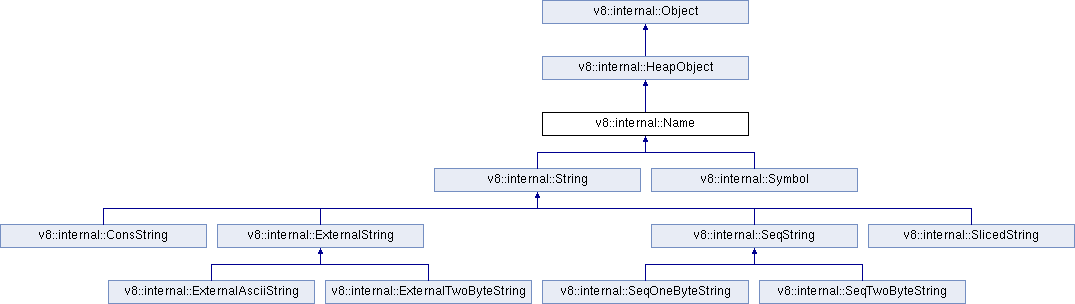 v8::internal::Object
v8::internal::HeapObject
v8::internal::Name
v8::internal::String
v8::internal::Symbol
v8::internal::ConsString
v8::internal::ExternalString
v8::internal::SeqString
v8::internal::SlicedString
v8::internal::ExternalAsciiString
v8::internal::ExternalTwoByteString
v8::internal::SeqOneByteString
v8::internal::SeqTwoByteString